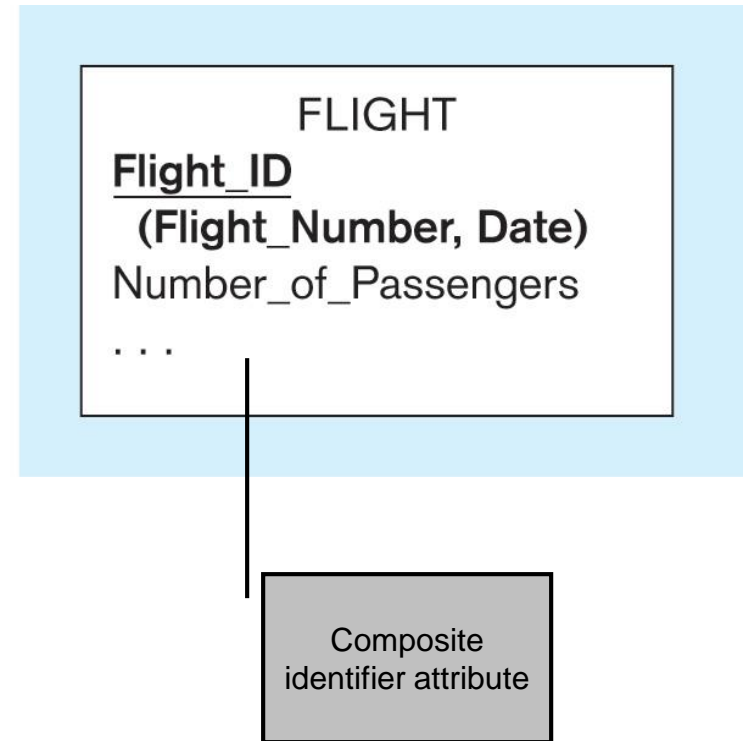 FLIGHT
Flight_ID
(Flight_Number, Date)
Number_of_Passengers
. . .
Composite
identifier attribute